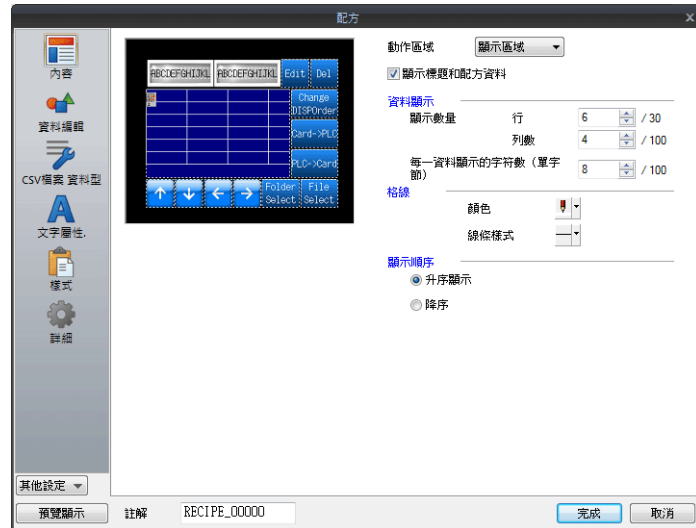 配方
x
內容
資料編輯
CSV檔案 資料型
文字屬性.
樣式
詳細
ABCDEFGHIJKL ABCDEFGHIJKL Edit Del
Change
DISPOrder
Card->PLC
PLC->Card
Folder
Select
File
Select
動作區域 顯示區域
顯示標題和配方資料
資料顯示
顯示數量 行 6 / 30
列數 4 / 100
每一資料顯示的字符數（單字
節） 8 / 100
格線
顏色
線條樣式
顯示順序
升序顯示
降序
其他設定
預覽顯示 註解 RECIPE_00000 完成 取消